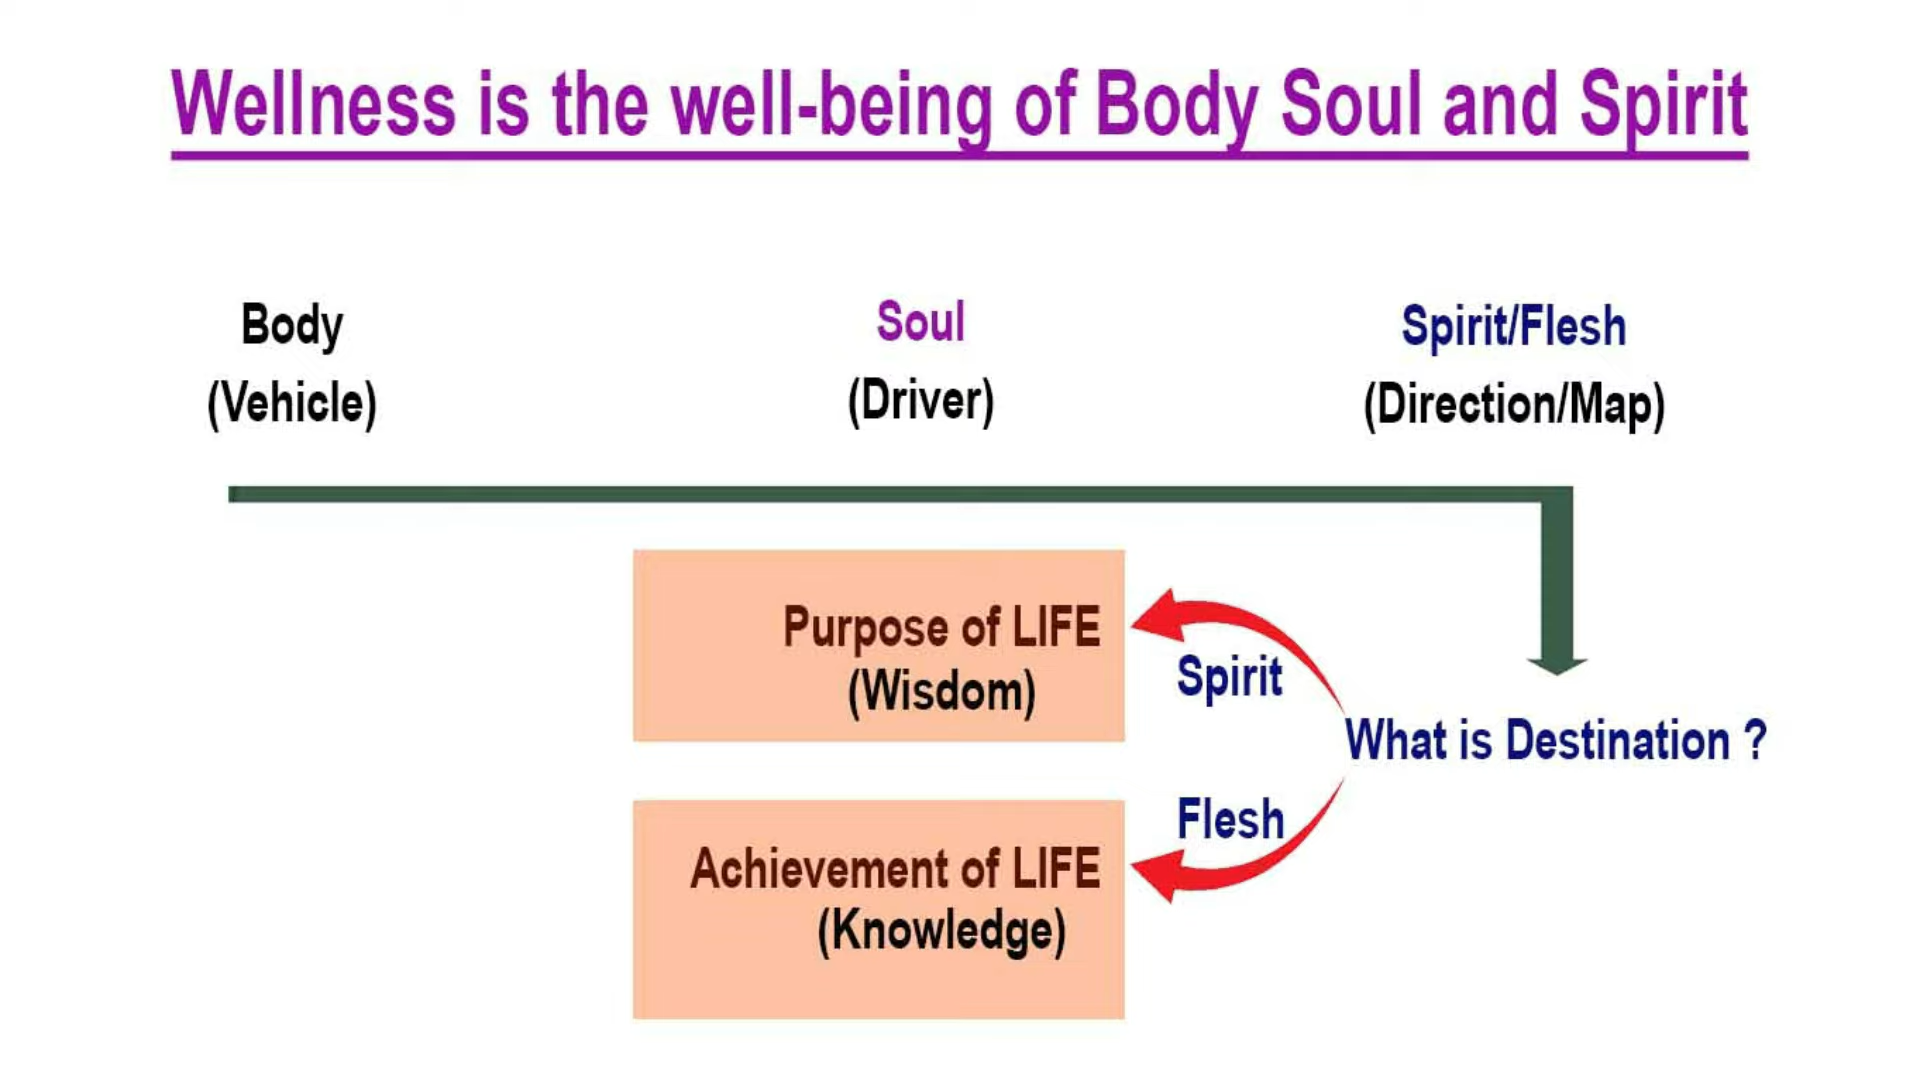 Wellness is the well-being of Body Soul and Spirit
Body
(Vehicle)
Soul
(Driver)
Spirit/Flesh
(Direction/Map)
Purpose of LIFE
(Wisdom)
Spirit
What is Destination ?
Flesh
Achievement of LIFE
(Knowledge)